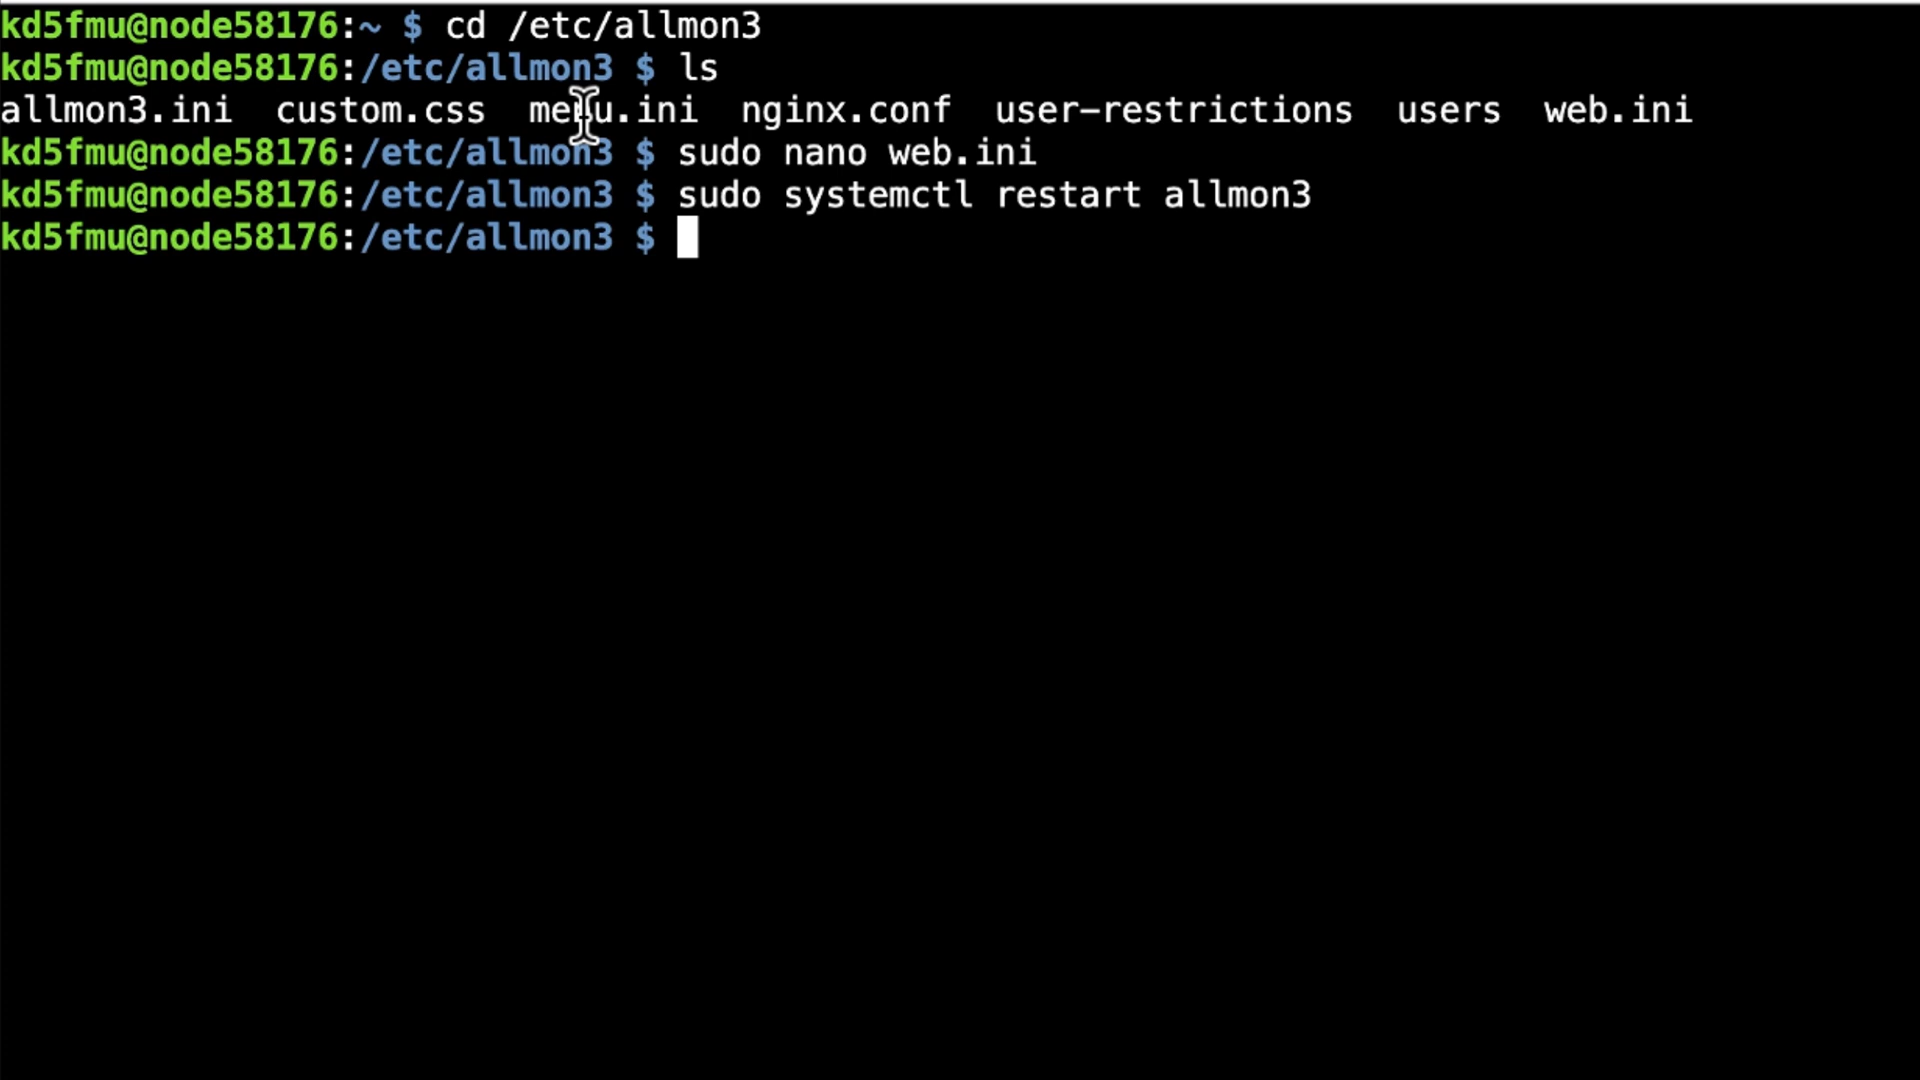 kd5fmu@node58176:~ $ cd /etc/allmon3
kd5fmu@node58176:/etc/allmon3 $ ls
allmon3.ini  custom.css  menu.ini  nginx.conf  user-restrictions  users  web.ini
kd5fmu@node58176:/etc/allmon3 $ sudo nano web.ini
kd5fmu@node58176:/etc/allmon3 $ sudo systemctl restart allmon3
kd5fmu@node58176:/etc/allmon3 $